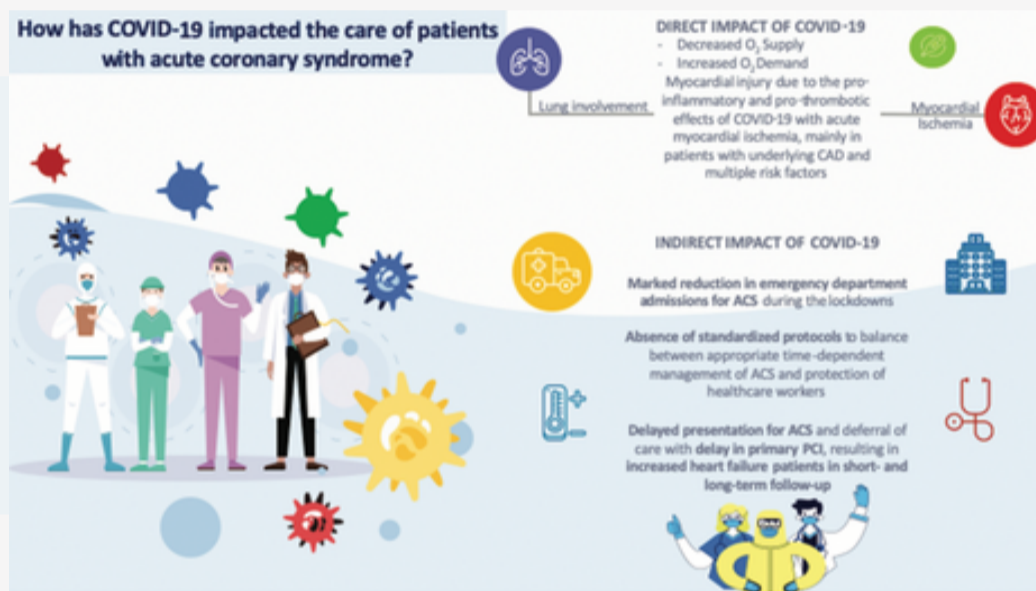 How has COVID-19 impacted the care of patients
with acute coronary syndrome?
DIRECT IMPACT OF COVID-19
- Decreased O₂ Supply
- Increased O₂ Demand
Myocardial injury due to the pro-
inflammatory and pro-thrombotic
effects of COVID-19 with acute
myocardial ischemia, mainly in
patients with underlying CAD and
multiple risk factors
Lung involvement
Myocardial
Ischemia
INDIRECT IMPACT OF COVID-19
Marked reduction in emergency department
admissions for ACS during the lockdowns
Absence of standardized protocols to balance
between appropriate time-dependent
management of ACS and protection of
healthcare workers
Delayed presentation for ACS and deferral of
care with delay in primary PCI, resulting in
increased heart failure patients in short- and
long-term follow-up